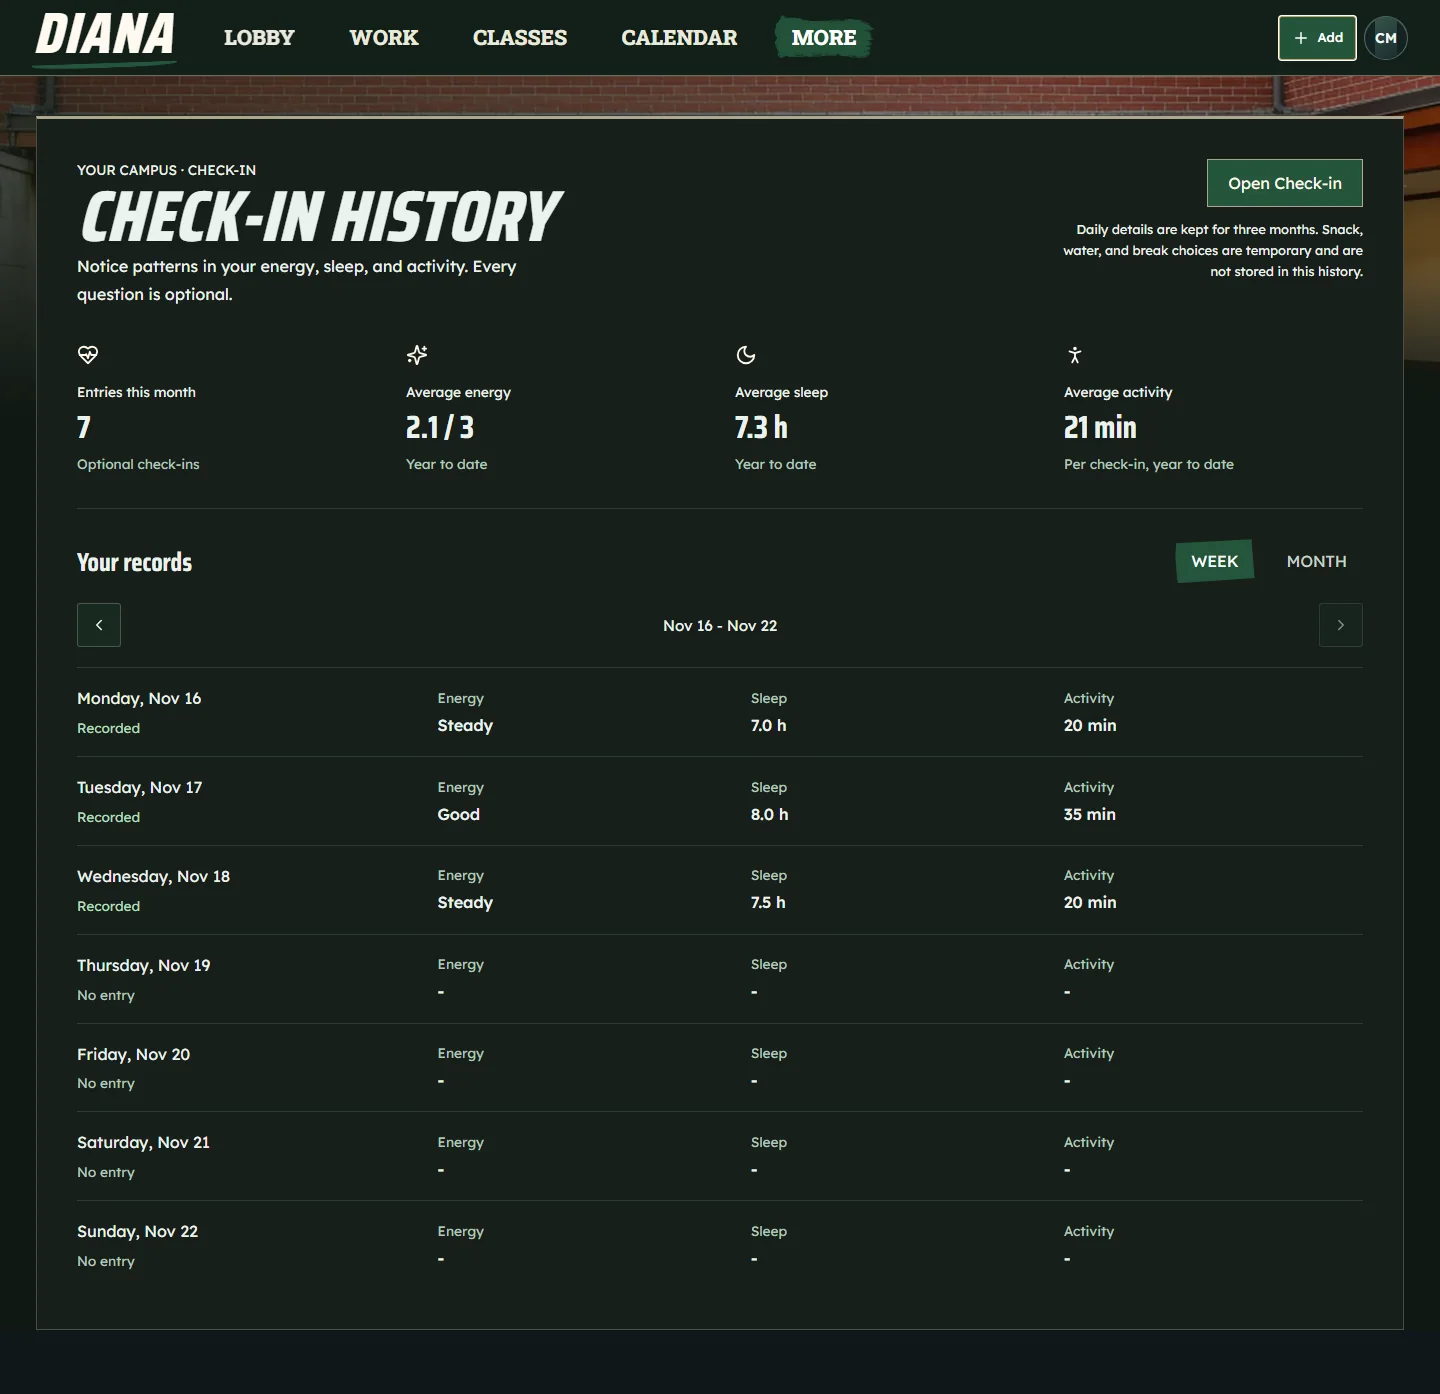 DIANA
LOBBY
WORK
CLASSES
CALENDAR
MORE
+ Add
CM
YOUR CAMPUS · CHECK-IN
CHECK-IN HISTORY
Notice patterns in your energy, sleep, and activity. Every
question is optional.
Open Check-in
Daily details are kept for three months. Snack,
water, and break choices are temporary and are
not stored in this history.
Entries this month
7
Optional check-ins
Average energy
2.1 / 3
Year to date
Average sleep
7.3 h
Year to date
Average activity
21 min
Per check-in, year to date
Your records
WEEK
MONTH
Nov 16 - Nov 22
Monday, Nov 16
Recorded
Energy
Steady
Sleep
7.0 h
Activity
20 min
Tuesday, Nov 17
Recorded
Energy
Good
Sleep
8.0 h
Activity
35 min
Wednesday, Nov 18
Recorded
Energy
Steady
Sleep
7.5 h
Activity
20 min
Thursday, Nov 19
No entry
Energy
-
Sleep
-
Activity
-
Friday, Nov 20
No entry
Energy
-
Sleep
-
Activity
-
Saturday, Nov 21
No entry
Energy
-
Sleep
-
Activity
-
Sunday, Nov 22
No entry
Energy
-
Sleep
-
Activity
-